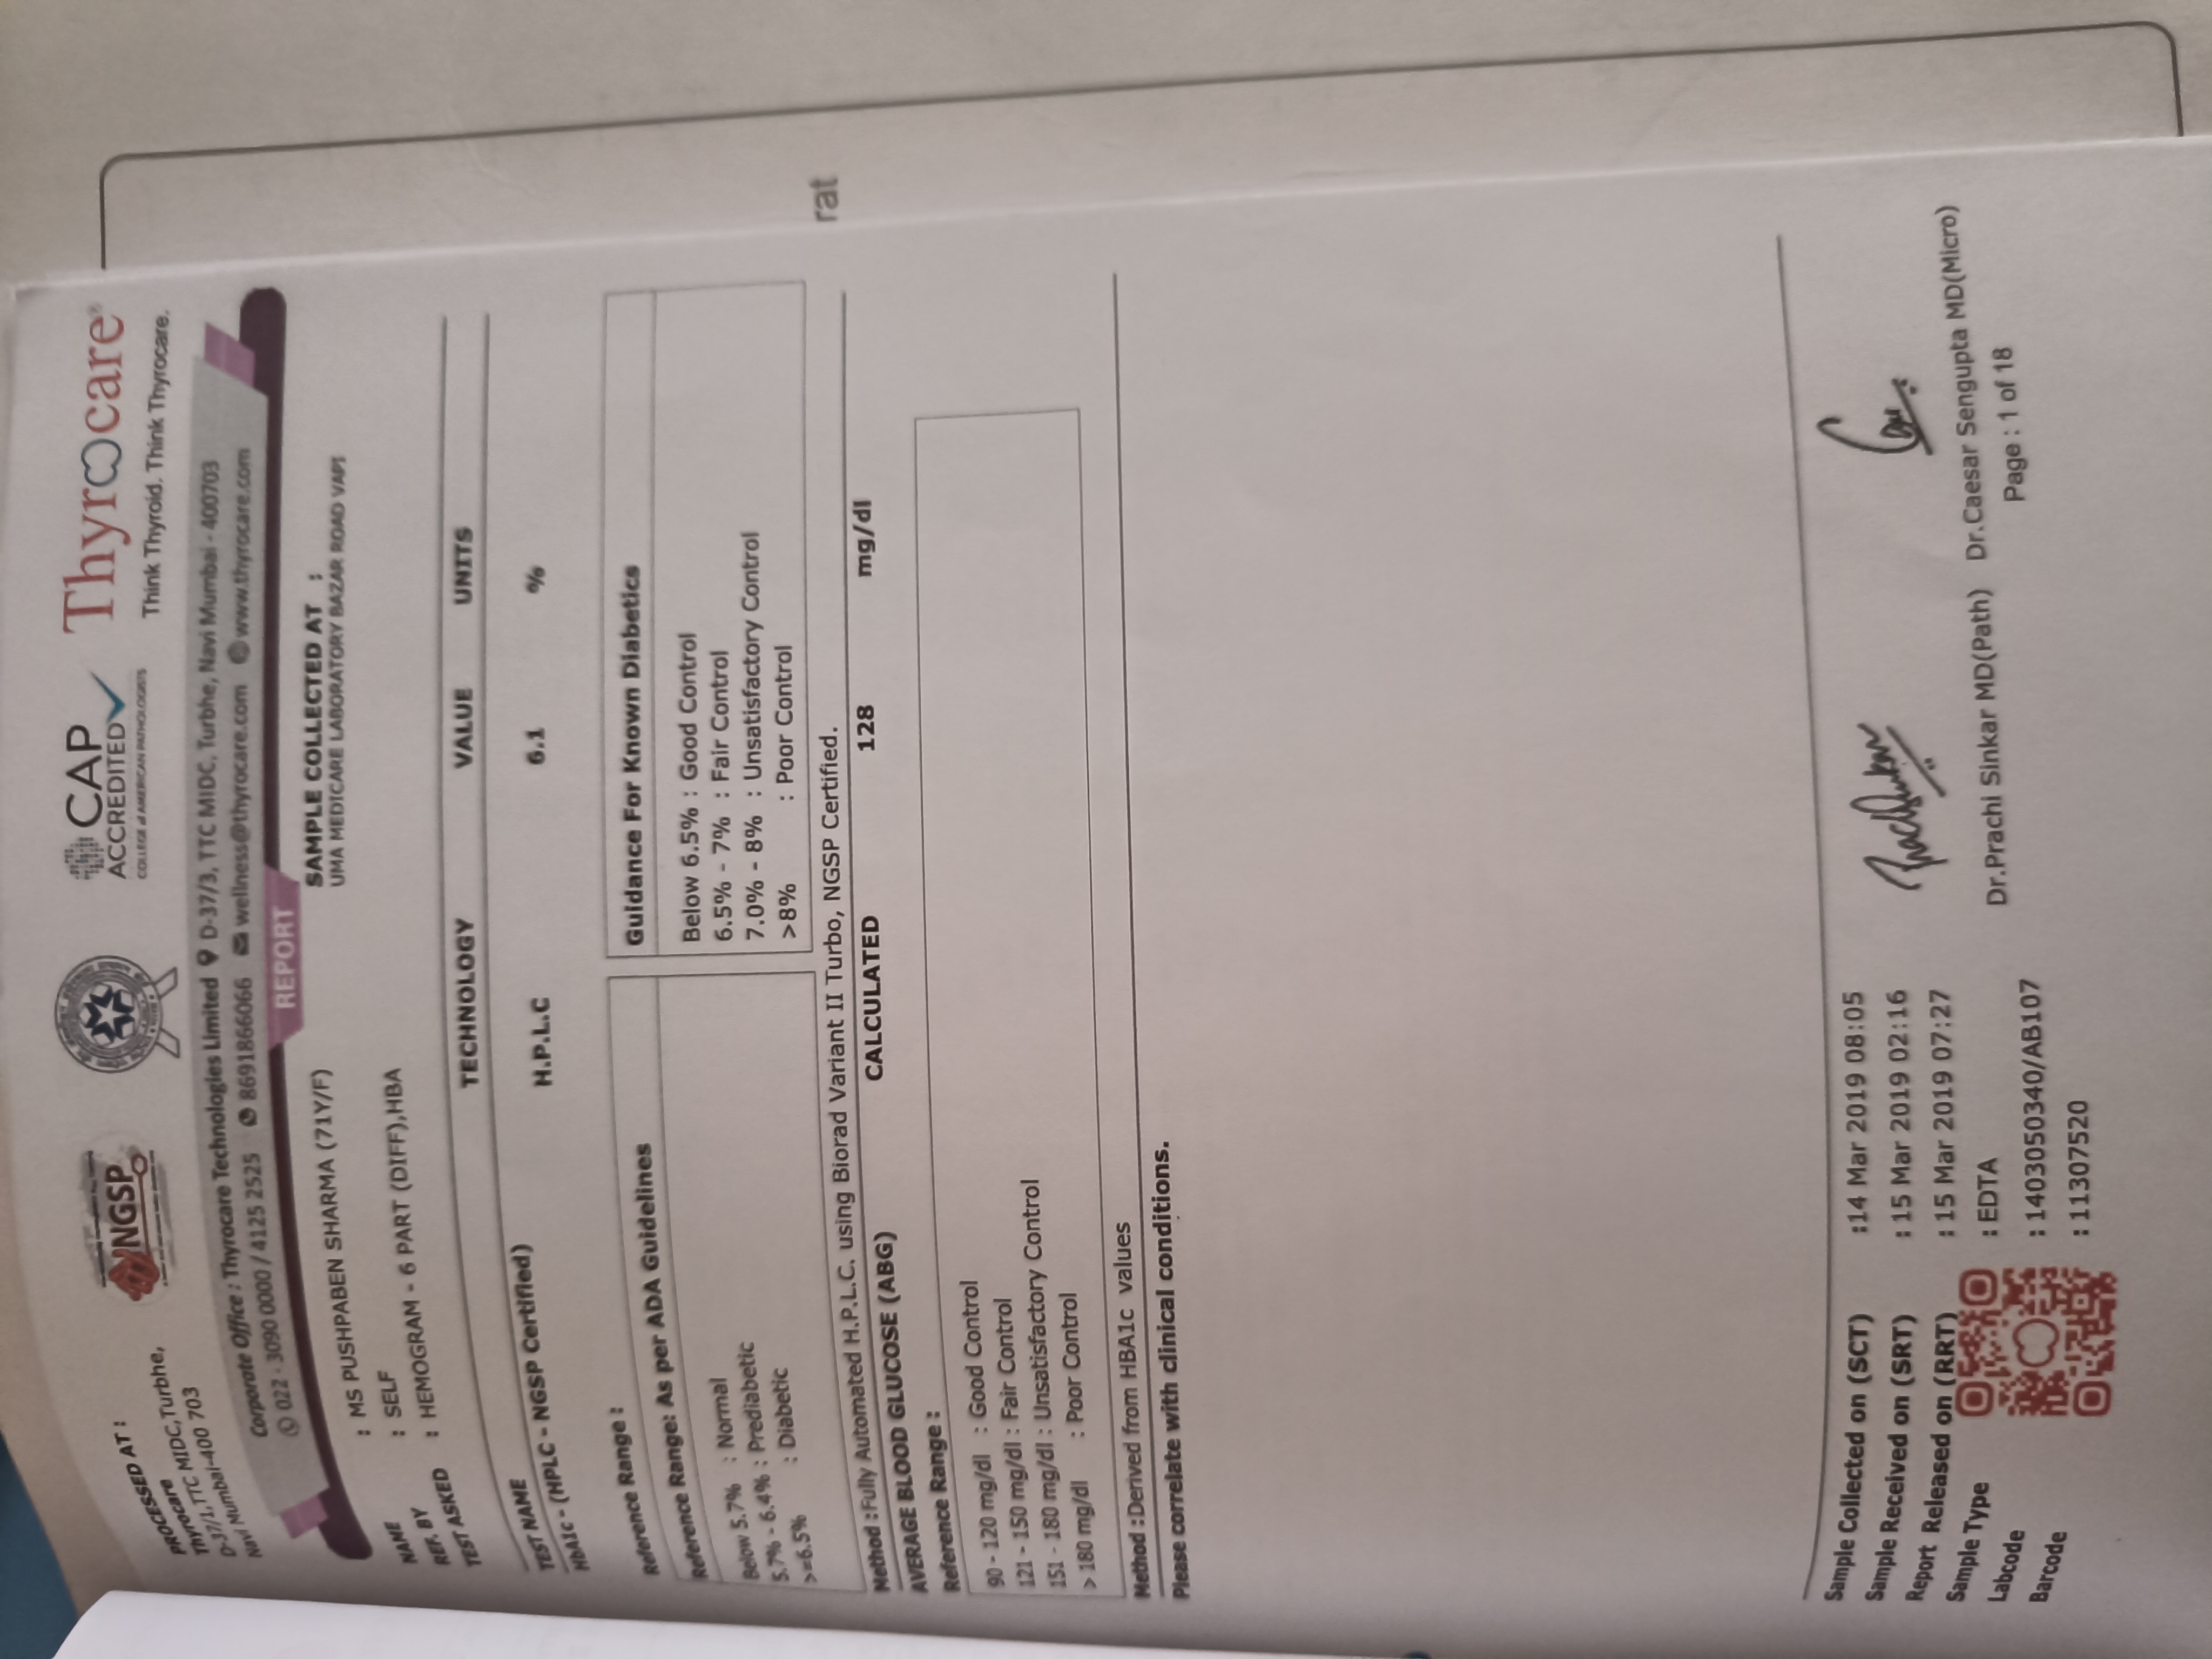 PROCESSED AT :
Thyrocare
D-37/1,TTC MIDC,Turbhe,
Navi Mumbai-400 703
NGSP
CAP
ACCREDITED
COLLEGE of AMERICAN PATHOLOGISTS
Thyrocare
Think Thyroid. Think Thyrocare.
Corporate Office : Thyrocare Technologies Limited D-37/3, TTC MIDC, Turbhe, Navi Mumbai - 400703
022 - 3090 0000 / 4125 2525 8691866066 wellness@thyrocare.com www.thyrocare.com
REPORT
NAME : MS PUSHPABEN SHARMA (71Y/F)
REF. BY : SELF
TEST ASKED : HEMOGRAM - 6 PART (DIFF),HBA
SAMPLE COLLECTED AT :
UMA MEDICARE LABORATORY BAZAR ROAD VAPI
TEST NAME TECHNOLOGY VALUE UNITS
HbA1c - (HPLC - NGSP Certified) H.P.L.C 6.1 %
Reference Range :
Reference Range: As per ADA Guidelines
Below 5.7% : Normal
5.7% - 6.4% : Prediabetic
>=6.5% : Diabetic
Guidance For Known Diabetics
Below 6.5% : Good Control
6.5% - 7% : Fair Control
7.0% - 8% : Unsatisfactory Control
>8% : Poor Control
Method :Fully Automated H.P.L.C. using Biorad Variant II Turbo, NGSP Certified.
AVERAGE BLOOD GLUCOSE (ABG) CALCULATED 128 mg/dl
Reference Range :
90 - 120 mg/dl : Good Control
121 - 150 mg/dl : Fair Control
151 - 180 mg/dl : Unsatisfactory Control
> 180 mg/dl : Poor Control
Method :Derived from HBA1c values
Please correlate with clinical conditions.
rat
Sample Collected on (SCT) :14 Mar 2019 08:05
Sample Received on (SRT) : 15 Mar 2019 02:16
Report Released on (RRT) : 15 Mar 2019 07:27
Sample Type : EDTA
Labcode : 1403050340/AB107
Barcode : 11307520
Dr.Prachi Sinkar MD(Path) Dr.Caesar Sengupta MD(Micro)
Page : 1 of 18